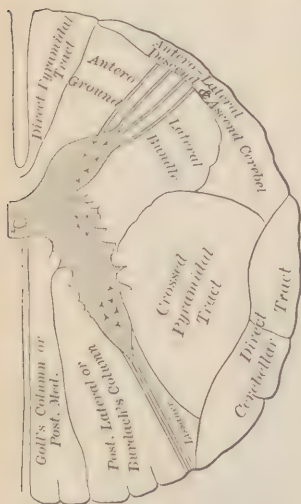 Direct Pyramidal
Tract
Antero
Ground
Antero-Lateral
Descend
Ascend Cerebel
Lateral
Bundle
C
Crossed
Pyramidal
Tract
Direct
Cerebellar
Tract
Lissauer
Goll's Column or
Post. Med.
Post. Lateral or
Burdach's Column